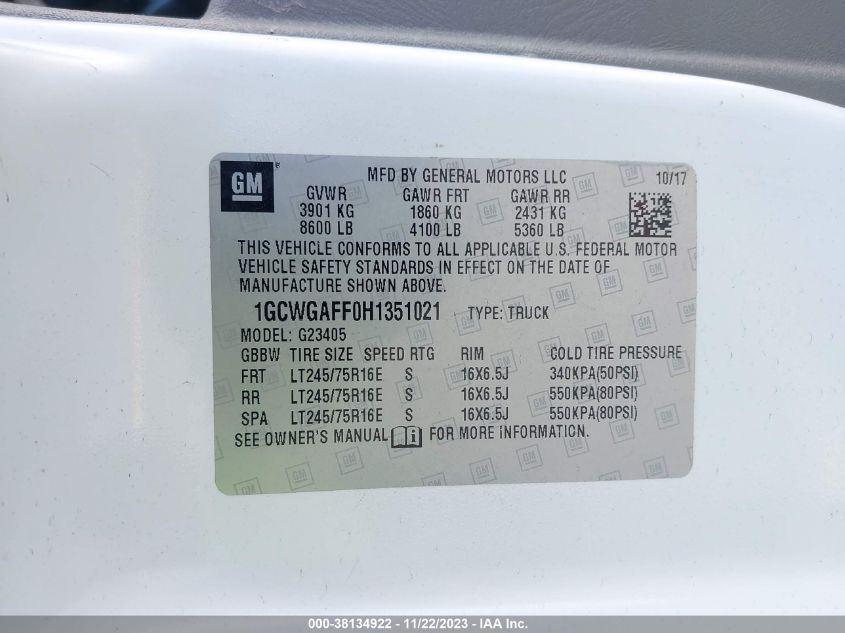 GM MFD BY GENERAL MOTORS LLC 10/17
GVWR GAWR FRT GAWR RR
3901 KG 1860 KG 2431 KG
8600 LB 4100 LB 5360 LB
THIS VEHICLE CONFORMS TO ALL APPLICABLE U.S. FEDERAL MOTOR
VEHICLE SAFETY STANDARDS IN EFFECT ON THE DATE OF
MANUFACTURE SHOWN ABOVE.
1GCWGAFF0H1351021 TYPE: TRUCK
MODEL: G23405
GBBW TIRE SIZE SPEED RTG RIM COLD TIRE PRESSURE
FRT LT245/75R16E S 16X6.5J 340KPA(50PSI)
RR LT245/75R16E S 16X6.5J 550KPA(80PSI)
SPA LT245/75R16E S 16X6.5J 550KPA(80PSI)
SEE OWNER'S MANUAL i FOR MORE INFORMATION.
000-38134922 - 11/22/2023 - IAA, Inc.